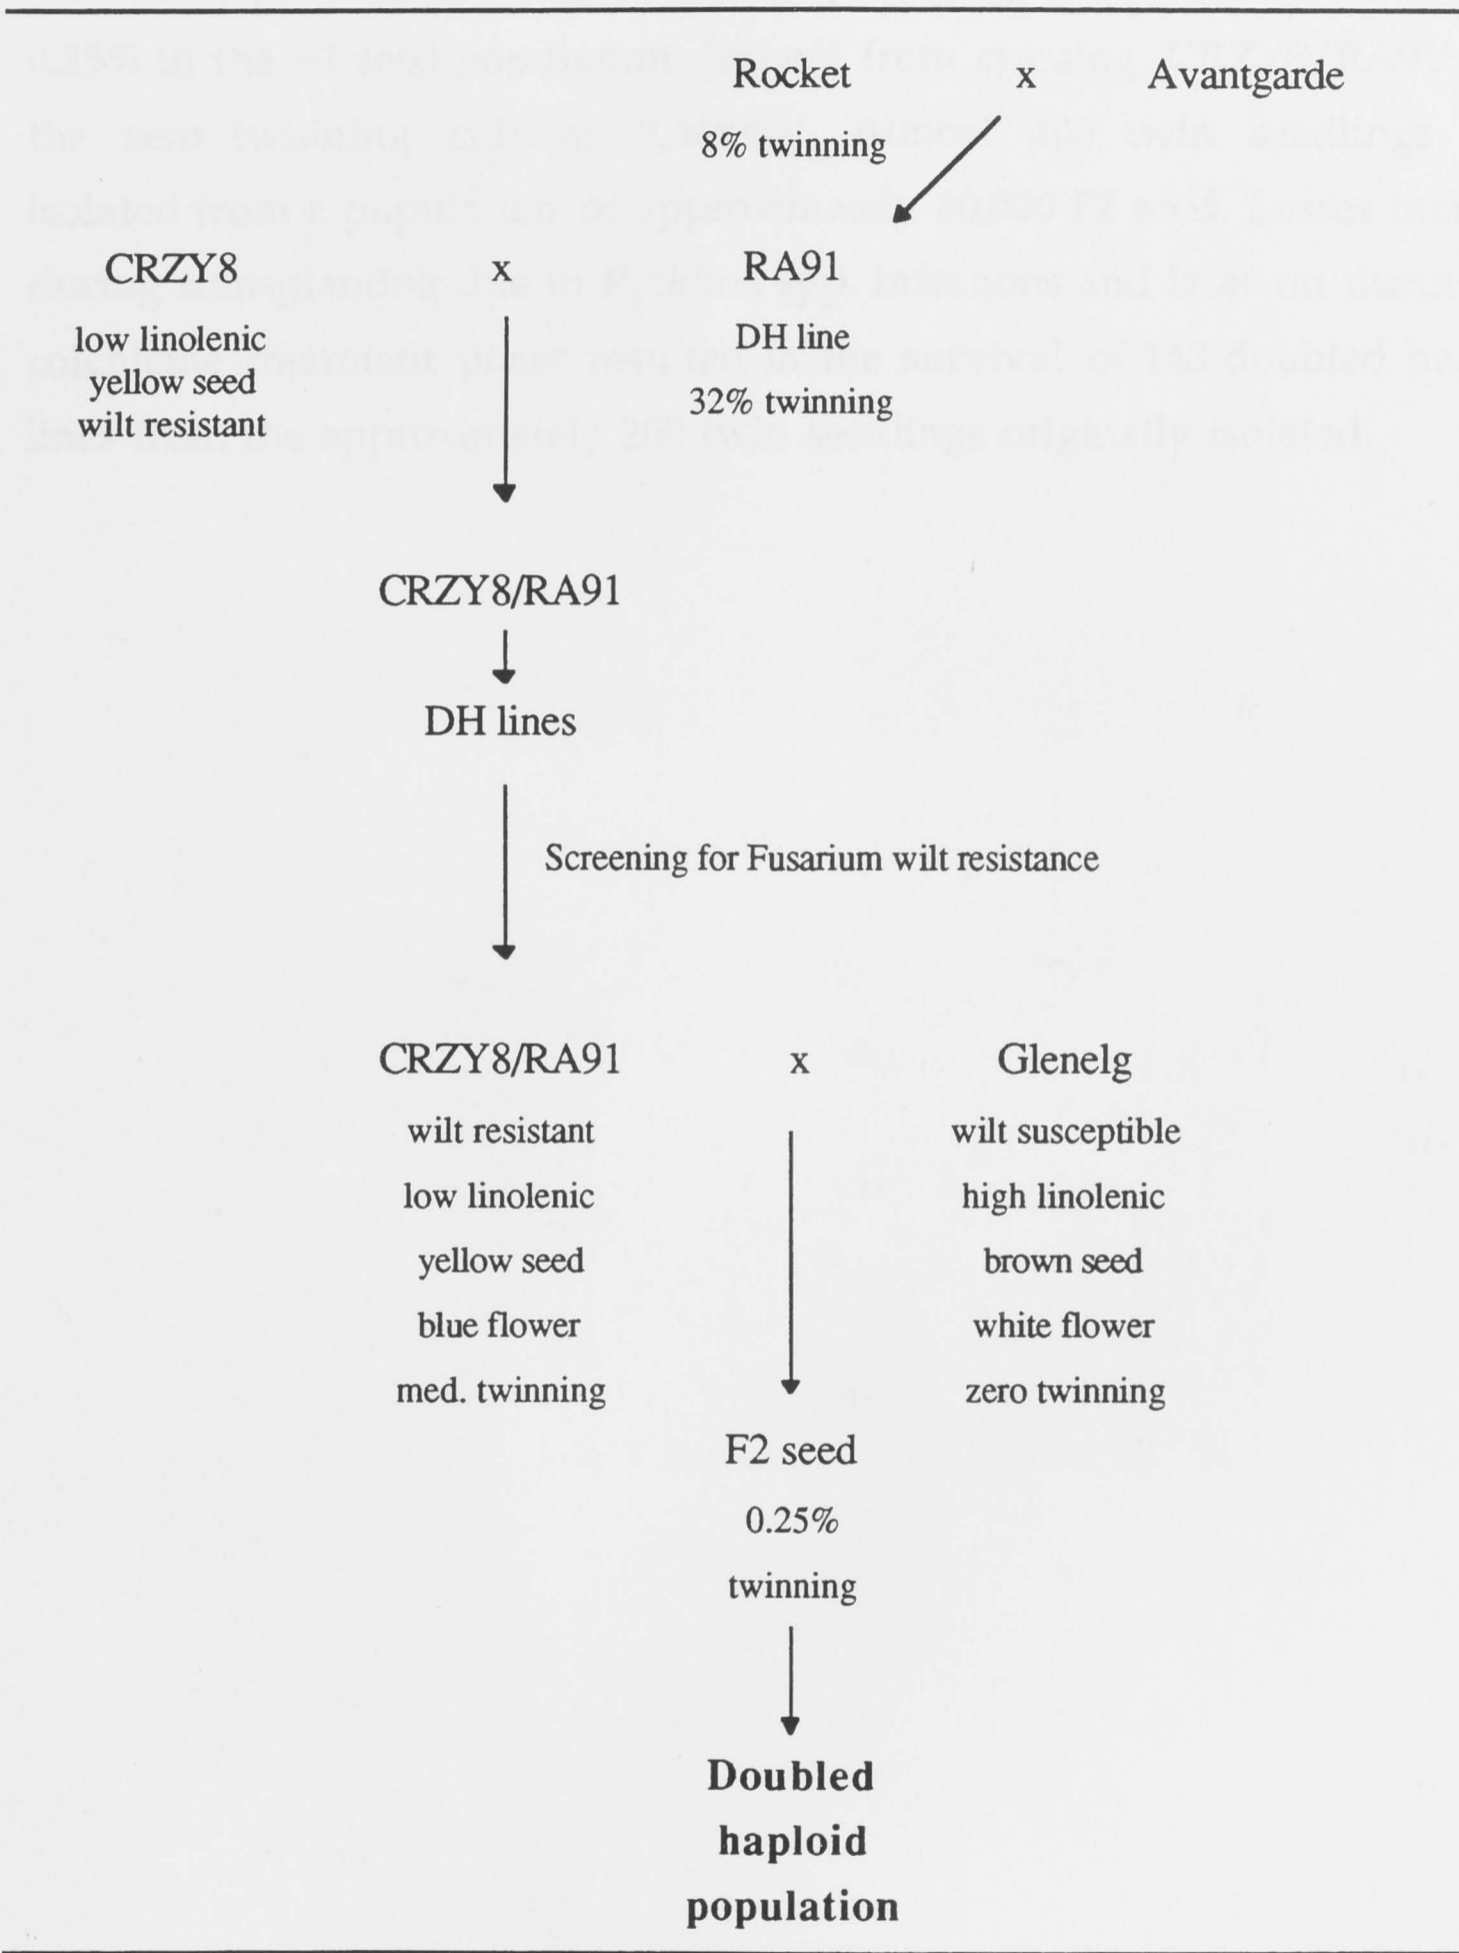 Rocket x Avantgarde
8% twinning
CRZY8 x RA91
low linolenic
yellow seed
wilt resistant
DH line
32% twinning
CRZY8/RA91
DH lines
Screening for Fusarium wilt resistance
CRZY8/RA91 x Glenelg
wilt resistant wilt susceptible
low linolenic high linolenic
yellow seed brown seed
blue flower white flower
med. twinning zero twinning
F2 seed
0.25%
twinning
Doubled
haploid
population